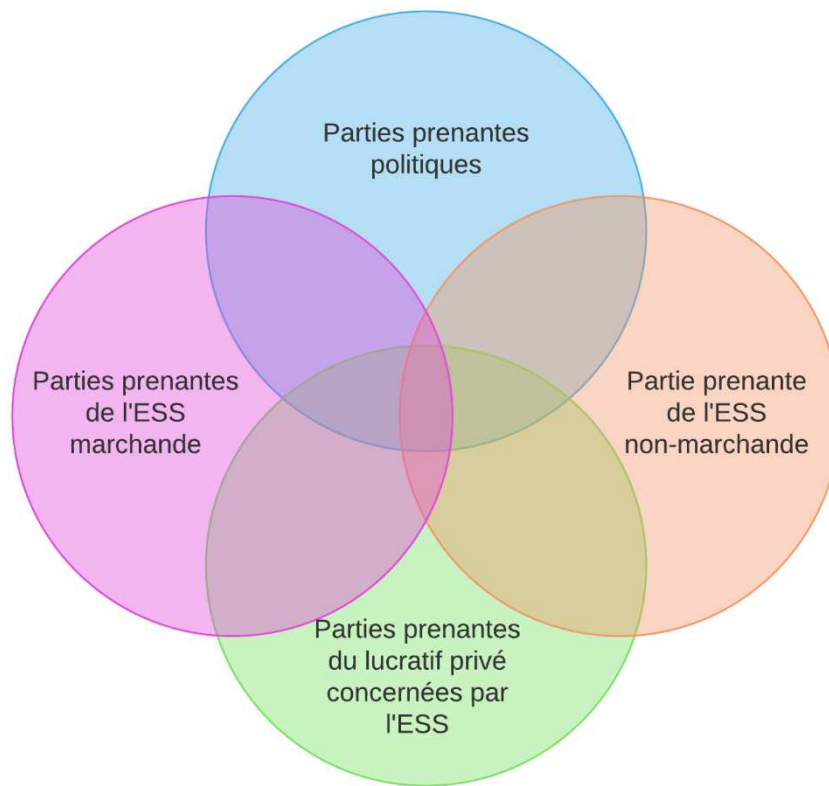 Parties prenantes
politiques
Parties prenantes
de l'ESS
marchande
Partie prenante
de l'ESS
non-marchande
Parties prenantes
du lucratif privé
concernées par
l'ESS